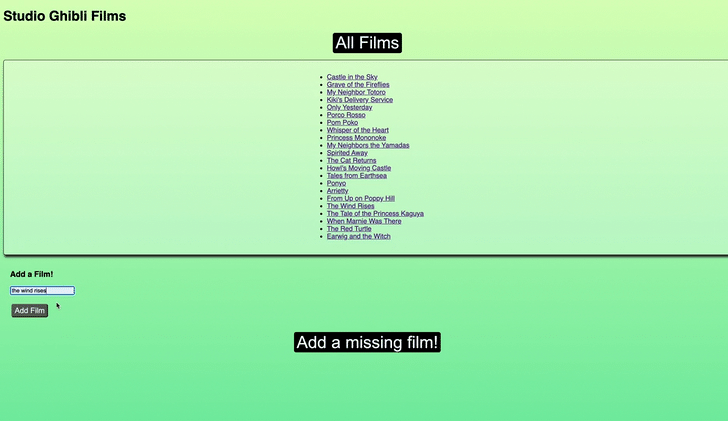 Studio Ghibli Films
All Films
Castle in the Sky
Grave of the Fireflies
My Neighbor Totoro
Kiki's Delivery Service
Only Yesterday
Porco Rosso
Pom Poko
Whisper of the Heart
Princess Mononoke
My Neighbors the Yamadas
Spirited Away
The Cat Returns
Howl's Moving Castle
Tales from Earthsea
Ponyo
Arrietty
From Up on Poppy Hill
The Wind Rises
The Tale of the Princess Kaguya
When Marnie Was There
The Red Turtle
Earwig and the Witch
Add a Film!
the wind rises
Add Film
Add a missing film!